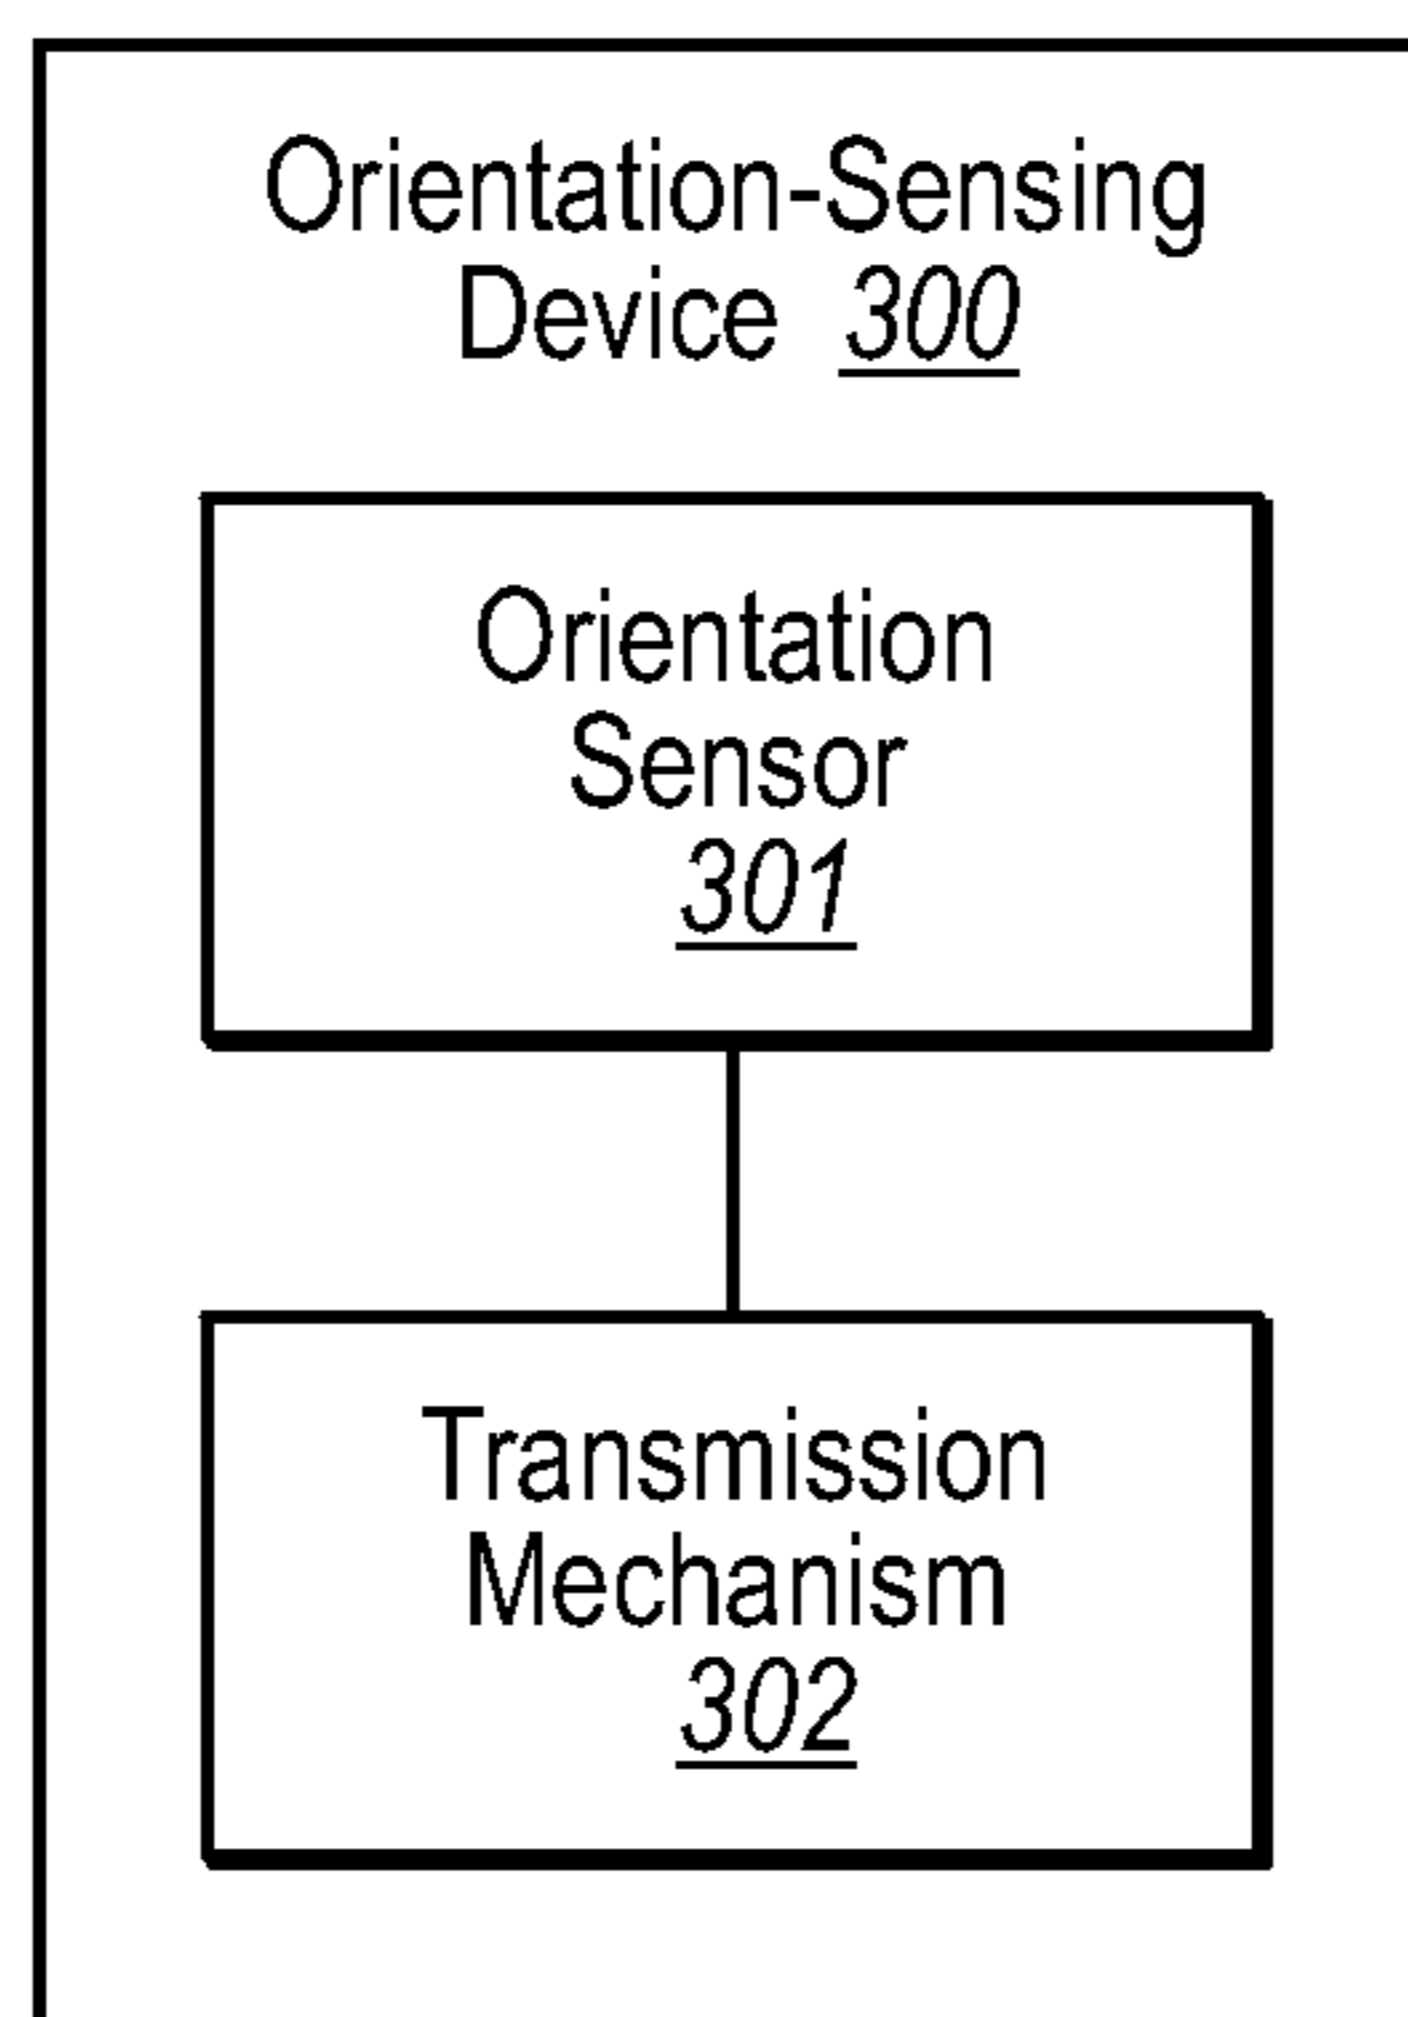 Orientation-Sensing
Device 300
Orientation
Sensor
301
Transmission
Mechanism
302